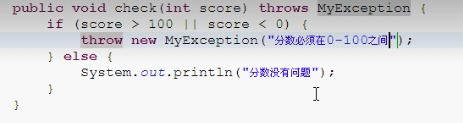 public void check(int score) throws MyException {
if (score > 100 || score < 0) {
throw new MyException("分数必须在0-100之间");
} else {
System.out.println("分数没有问题");
}
}